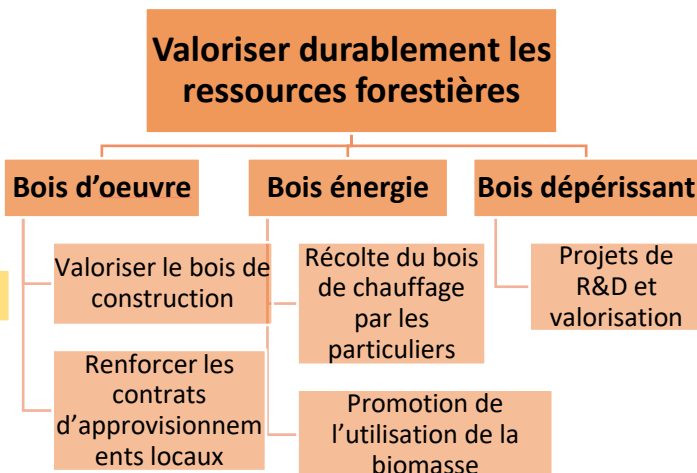 Valoriser durablement les
ressources forestières
Bois d'oeuvre
Bois énergie
Bois dépérissant
Valoriser le bois de
construction
Renforcer les
contrats
d'approvisionnem
ents locaux
Récolte du bois
de chauffage
par les
particuliers
Promotion de
l'utilisation de la
biomasse
Projets de
R&D et
valorisation